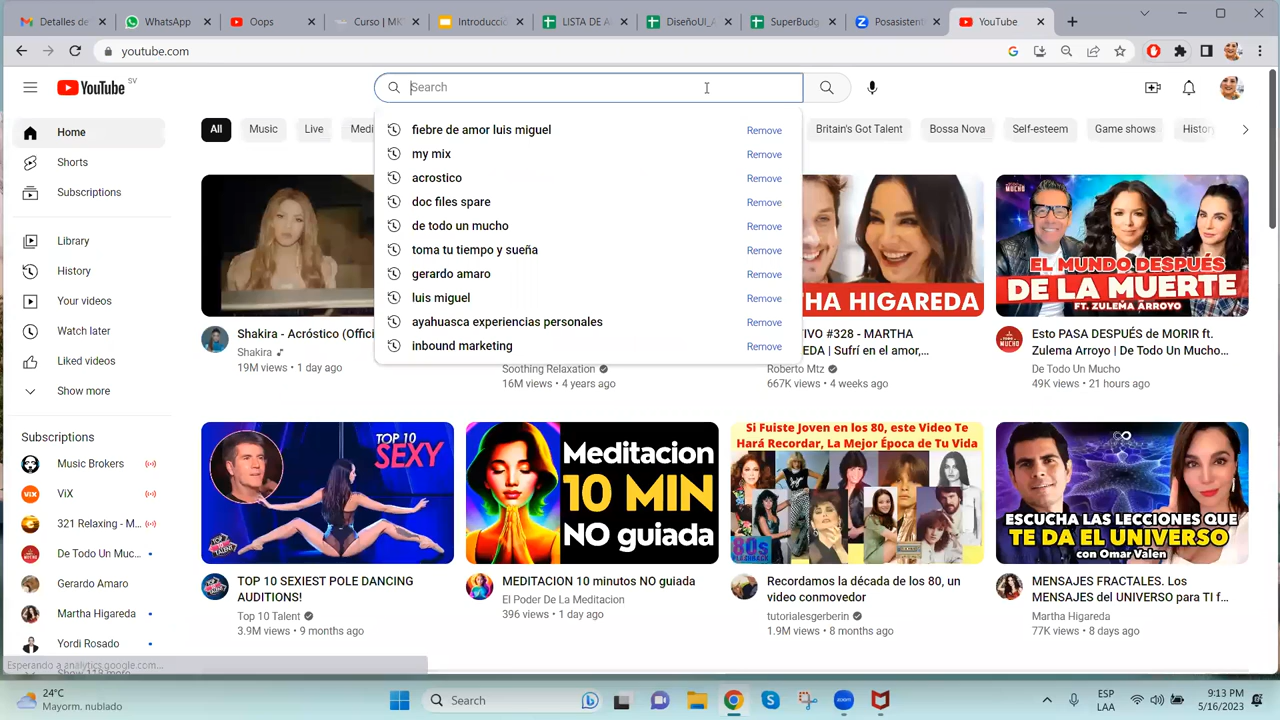 Detalles de
WhatsApp
Oops
Curso | MK
Introducció
LISTA DE A
DiseñoUI_A
SuperBudg
Posasistent
YouTube
youtube.com
YouTube SV
Search
All
Music
Live
Medi
Britain's Got Talent
Bossa Nova
Self-esteem
Game shows
History
fiebre de amor luis miguel Remove
my mix Remove
acrostico Remove
doc files spare Remove
de todo un mucho Remove
toma tu tiempo y sueña Remove
gerardo amaro Remove
luis miguel Remove
ayahuasca experiencias personales Remove
inbound marketing Remove
Home
Shorts
Subscriptions
Library
History
Your videos
Watch later
Liked videos
Show more
Subscriptions
Music Brokers
ViX
321 Relaxing - M...
De Todo Un Muc...
Gerardo Amaro
Martha Higareda
Yordi Rosado
Shakira - Acróstico (Offici
Shakira
19M views • 1 day ago
Soothing Relaxation
16M views • 4 years ago
HA HIGAREDA
IVO #328 - MARTHA
EDA | Sufrí en el amor,...
Roberto Mtz
667K views • 4 weeks ago
EL MUNDO DESPUÉS
DE LA MUERTE
FT. ZULEMA ARROYO
Esto PASA DESPUÉS de MORIR ft.
Zulema Arroyo | De Todo Un Mucho...
De Todo Un Mucho
49K views • 21 hours ago
TOP 10
SEXY
TOP 10 SEXIEST POLE DANCING
AUDITIONS!
Top 10 Talent
3.9M views • 9 months ago
Meditacion
10 MIN
NO guiada
MEDITACION 10 minutos NO guiada
El Poder De La Meditacion
396 views • 1 day ago
Si Fuiste Joven en los 80, este Video Te
Hará Recordar, La Mejor Época de Tu Vida
80s
Recordamos la década de los 80, un
video conmovedor
tutorialesgerberin
1.9M views • 8 months ago
ESCUCHA LAS LECCIONES QUE
TE DA EL UNIVERSO
con Omar Valen
MENSAJES FRACTALES. Los
MENSAJES del UNIVERSO para TI f...
Martha Higareda
77K views • 8 days ago
Esperando a analytics.google.com...
24°C
Mayorm. nublado
Search
ESP
LAA
9:13 PM
5/16/2023